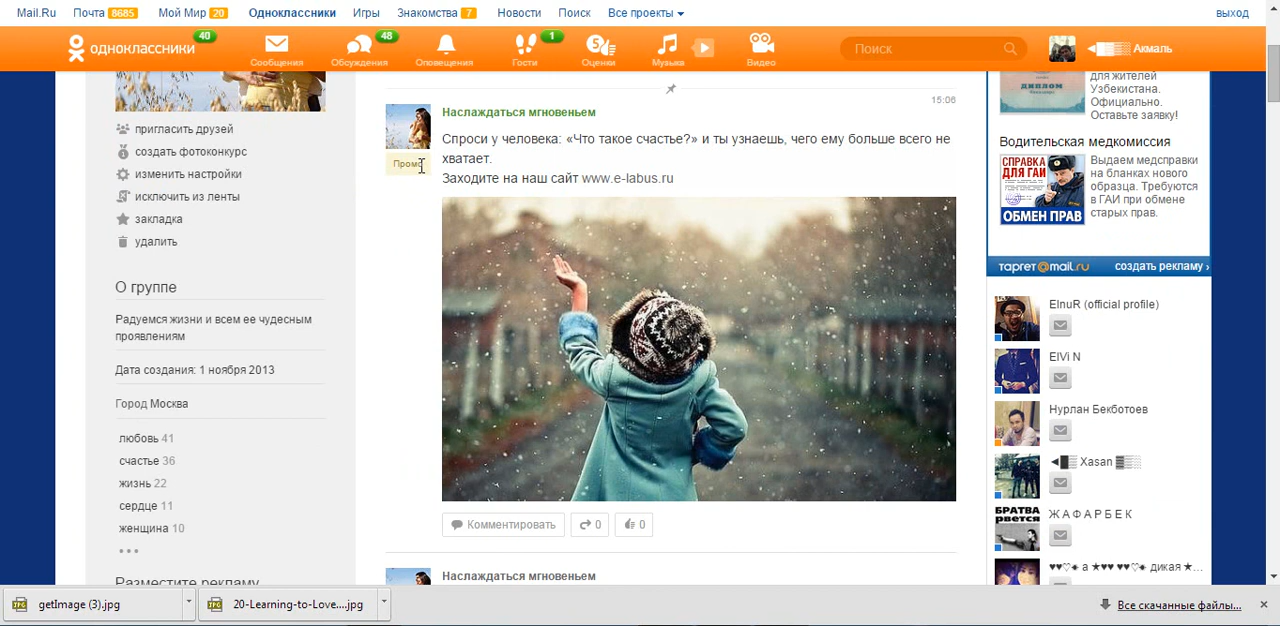 Mail.Ru Почта 8685 Мой Мир 20 Одноклассники Игры Знакомства 7 Новости Поиск Все проекты выход
одноклассники 40 Сообщения 48 Обсуждения Оповещения 1 Гости 5 Оценки Музыка Видео Поиск Акмаль
пригласить друзей
создать фотоконкурс
изменить настройки
исключить из ленты
закладка
удалить
О группе
Радуемся жизни и всем ее чудесным
проявлениям
Дата создания: 1 ноября 2013
Город Москва
любовь 41
счастье 36
жизнь 22
сердце 11
женщина 10
Разместите рекламу
15:06
Наслаждаться мгновеньем
Промо
Спроси у человека: «Что такое счастье?» и ты узнаешь, чего ему больше всего не
хватает.
Заходите на наш сайт www.e-labus.ru
Комментировать 0 0
Наслаждаться мгновеньем
ДИПЛОМ
для жителей
Узбекистана.
Официально.
Оставьте заявку!
Водительская медкомиссия
СПРАВКА
ДЛЯ ГАИ
ОБМЕН ПРАВ
Выдаем медсправки
на бланках нового
образца. Требуются
в ГАИ при обмене
старых прав.
таргет@mail.ru создать рекламу ›
ElnuR (official profile)
ElVi N
Нурлан Бекботоев
Xasan
БРАТВА
рвется
Ж А Ф А Р Б Е К
♥♥♡ а ★♥♥ ♥♥♡ дикая ★...
getImage (3).jpg
20-Learning-to-Love....jpg
Все скачанные файлы...